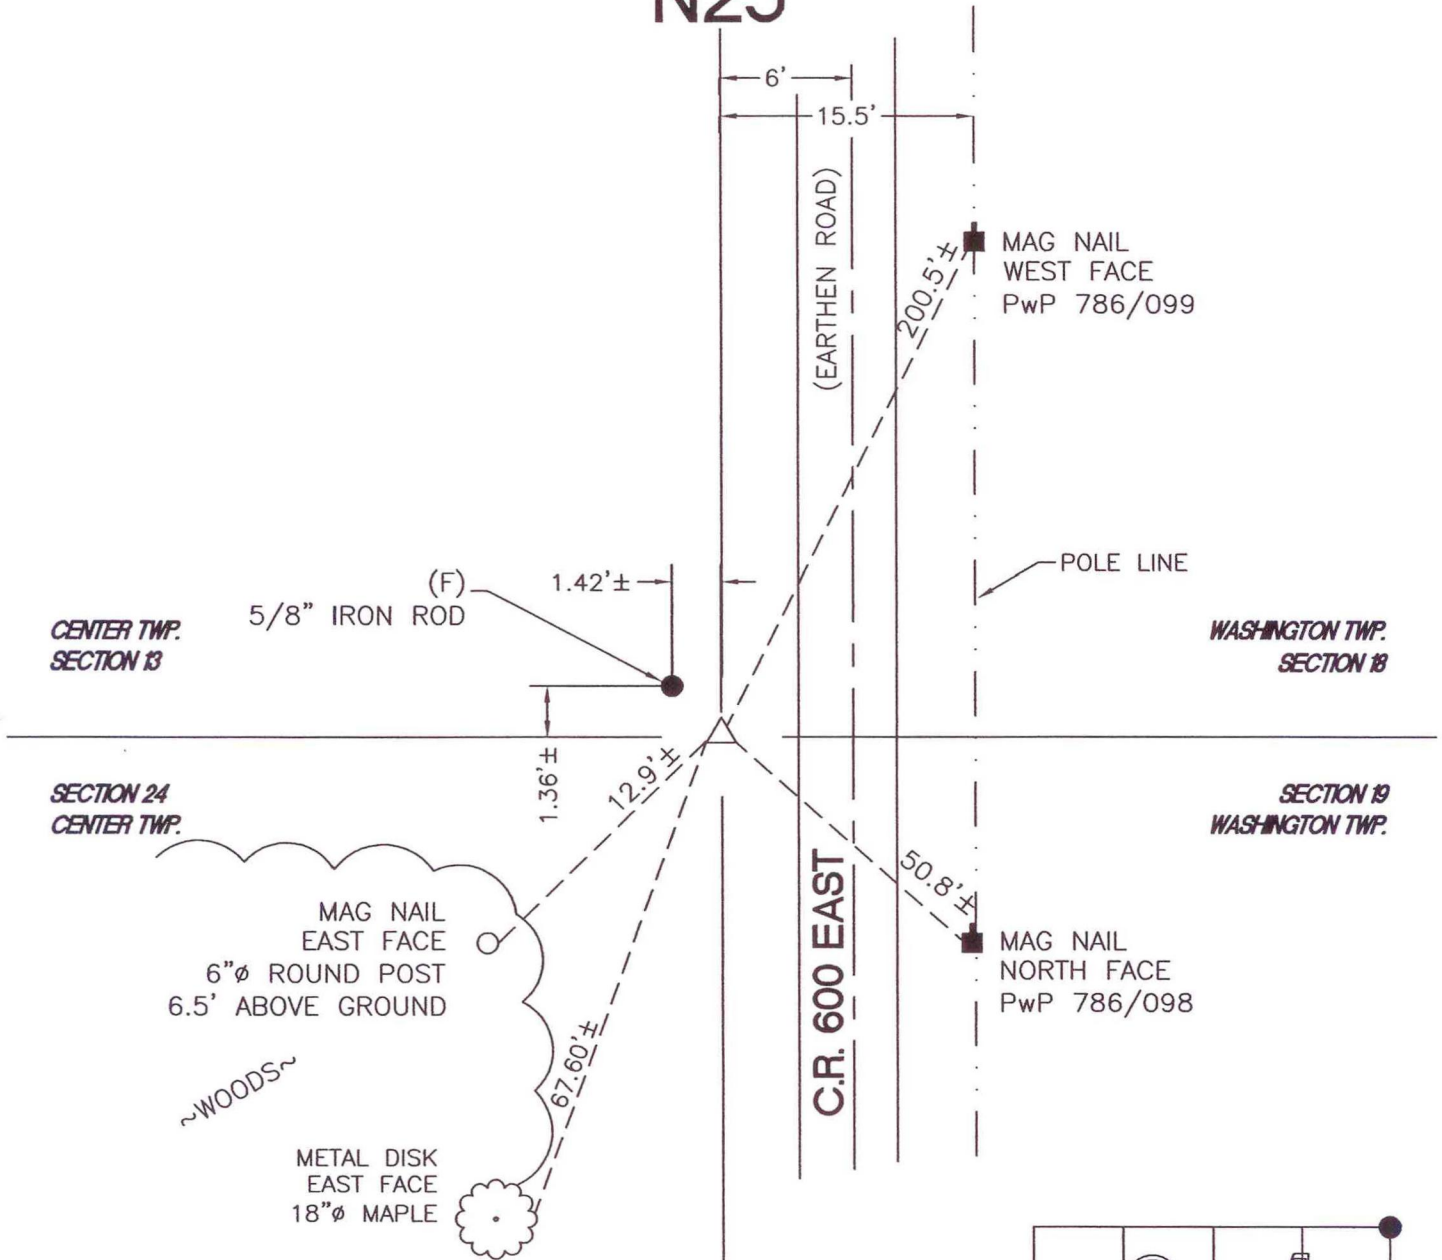 N25
6'
15.5'
(EARTHEN ROAD)
200.5'±
MAG NAIL
WEST FACE
PwP 786/099
POLE LINE
1.42'±
(F)
5/8" IRON ROD
CENTER TWP.
SECTION 13
WASHINGTON TWP.
SECTION 18
1.36'±
12.9'±
SECTION 24
CENTER TWP.
SECTION 19
WASHINGTON TWP.
50.8'±
C.R. 600 EAST
MAG NAIL
EAST FACE
6"ø ROUND POST
6.5' ABOVE GROUND
MAG NAIL
NORTH FACE
PwP 786/098
67.60'±
~WOODS~
METAL DISK
EAST FACE
18"ø MAPLE